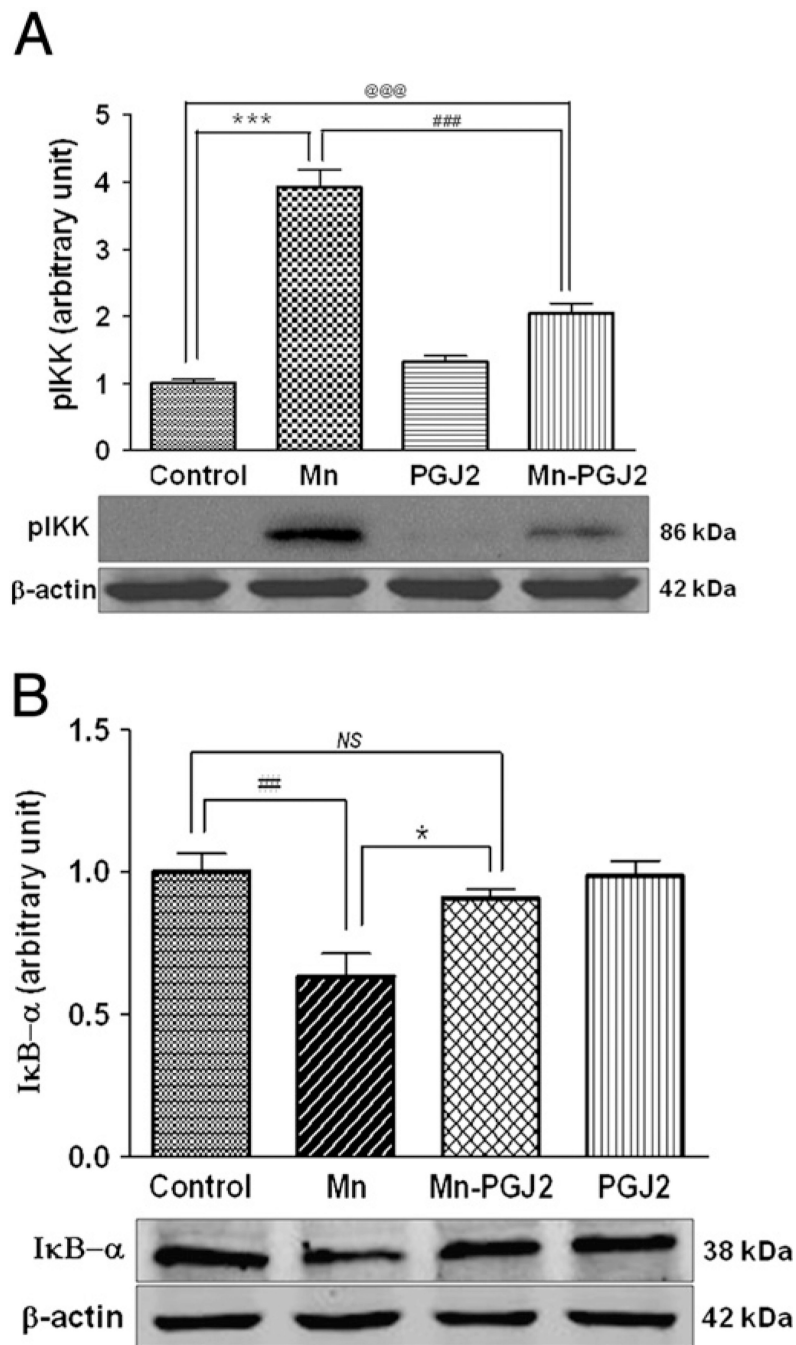 A
@@@
***
###
5
4
3
2
1
0
pIKK (arbitrary unit)
Control Mn PGJ2 Mn-PGJ2
pIKK 86 kDa
β-actin 42 kDa
B
NS
##
*
1.5
1.0
0.5
0.0
IκB–α (arbitrary unit)
Control Mn Mn-PGJ2 PGJ2
IκB–α 38 kDa
β-actin 42 kDa